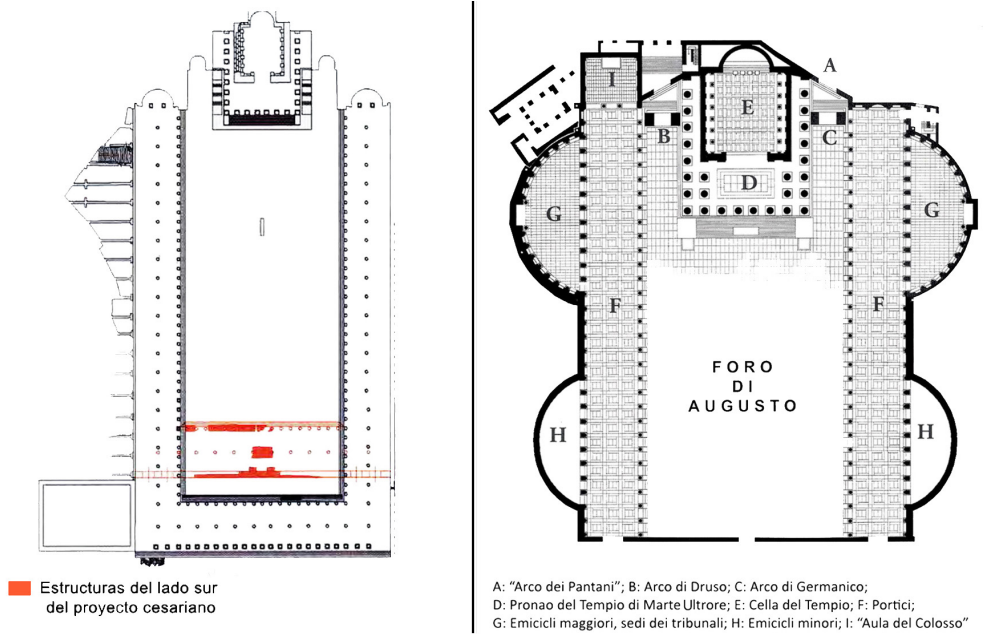 Estructuras del lado sur
del proyecto cesariano
A
I
E
B
C
D
G
G
F
F
FORO
DI
AUGUSTO
H
H
A: “Arco dei Pantani”; B: Arco di Druso; C: Arco di Germanico;
D: Pronao del Tempio di Marte Ultrore; E: Cella del Tempio; F: Portici;
G: Emicicli maggiori, sedi dei tribunali; H: Emicicli minori; I: “Aula del Colosso”